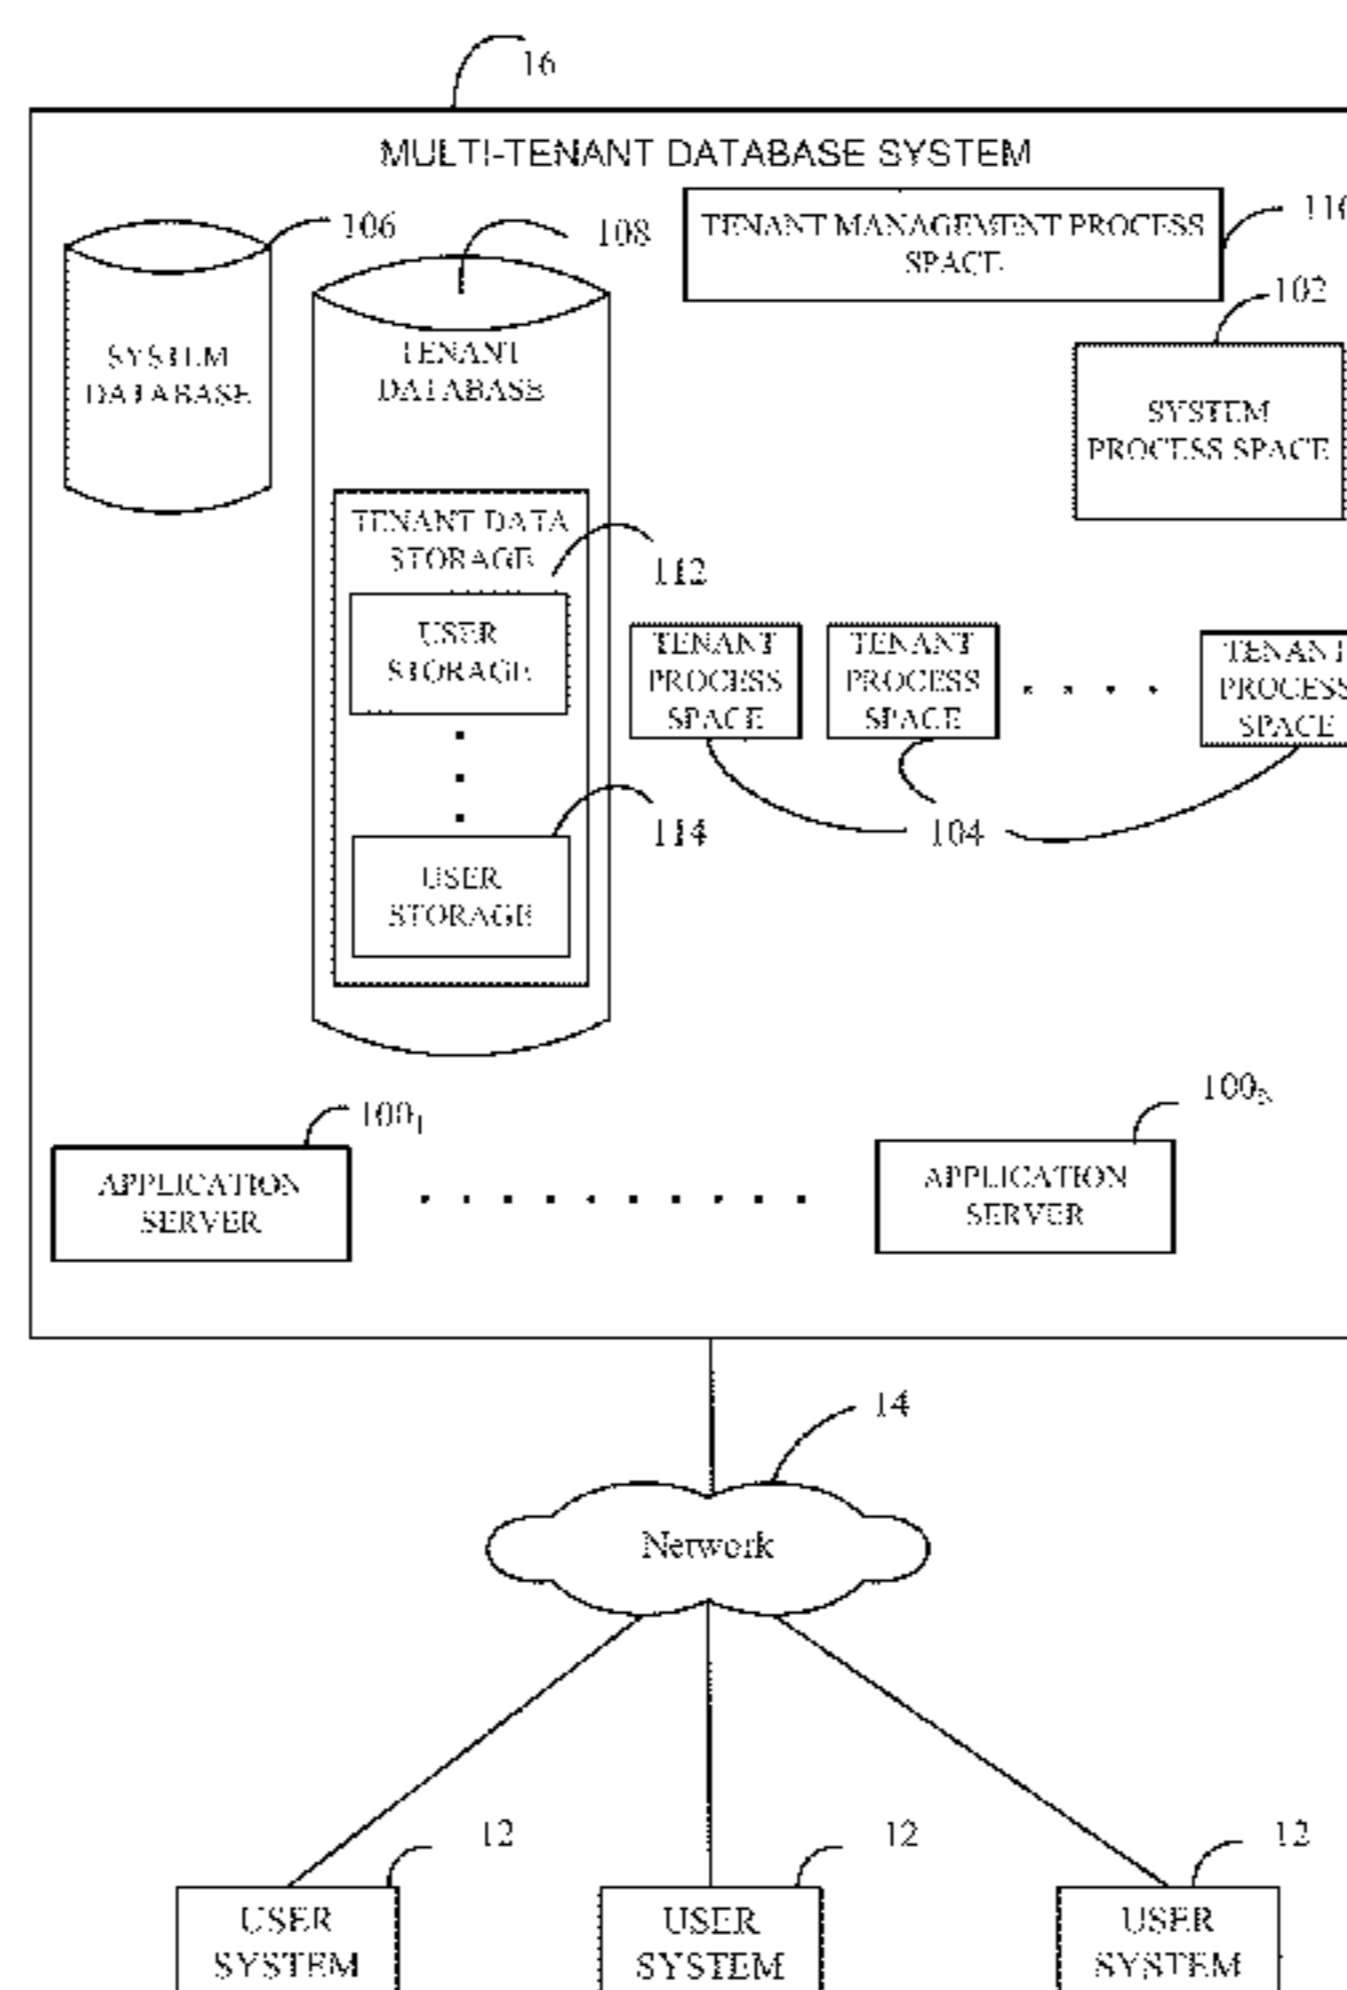 16
MULTI-TENANT DATABASE SYSTEM
106
108
TENANT MANAGEMENT PROCESS
SPACE
102
SYSTEM
DATABASE
TENANT
DATABASE
SYSTEM
PROCESS SPACE
TENANT DATA
STORAGE
112
USER
STORAGE
TENANT
PROCESS
SPACE
TENANT
PROCESS
SPACE
TENANT
PROCESS
SPACE
114
104
USER
STORAGE
100₁
APPLICATION
SERVER
100
APPLICATION
SERVER
14
Network
12
12
12
USER
SYSTEM
USER
SYSTEM
USER
SYSTEM